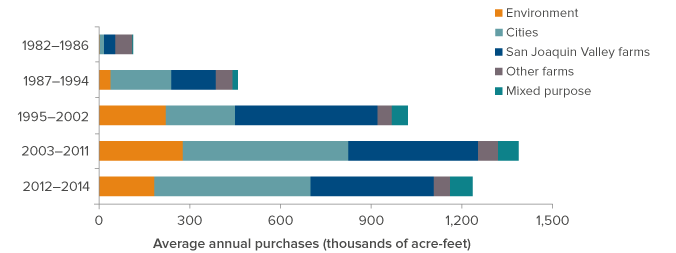 Environment
Cities
San Joaquin Valley farms
Other farms
Mixed purpose
1982–1986
1987–1994
1995–2002
2003–2011
2012–2014
0 300 600 900 1,200 1,500
Average annual purchases (thousands of acre-feet)